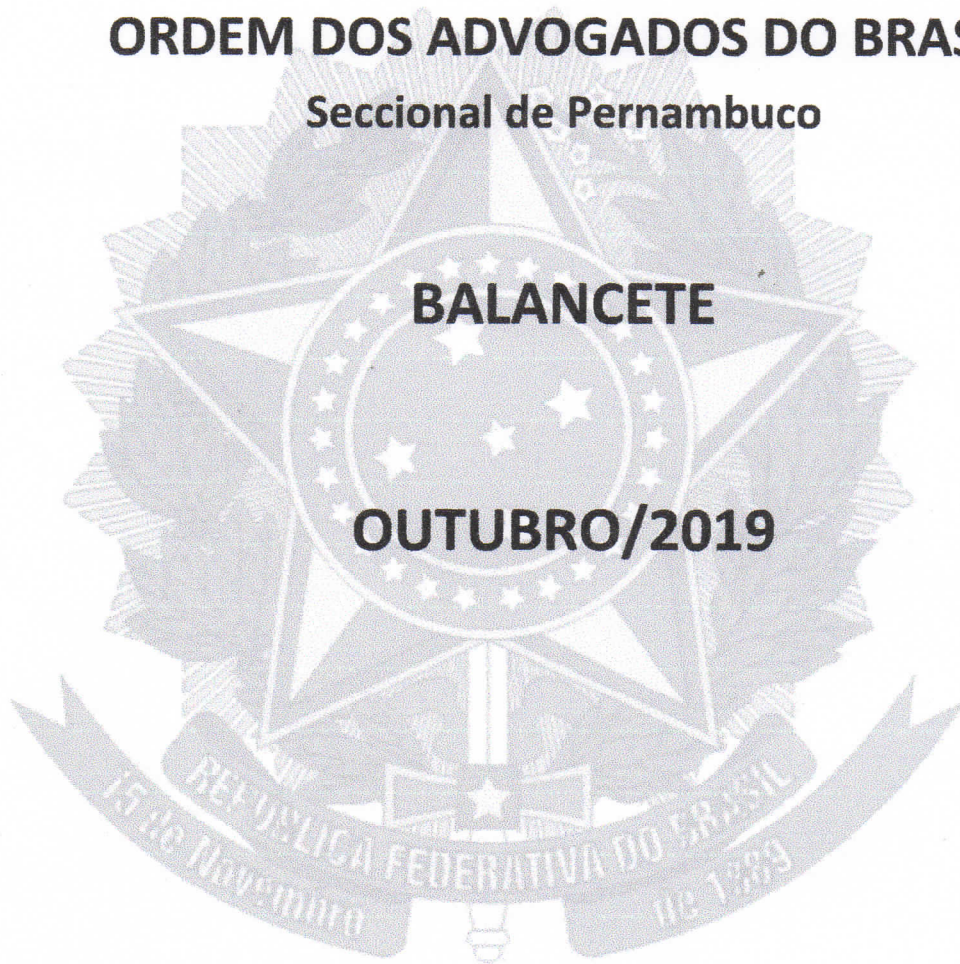 ORDEM DOS ADVOGADOS DO BRAS
Seccional de Pernambuco
BALANCETE
OUTUBRO/2019
REPÚBLICA FEDERATIVA DO BRASIL
15 de Novembro
de 1889